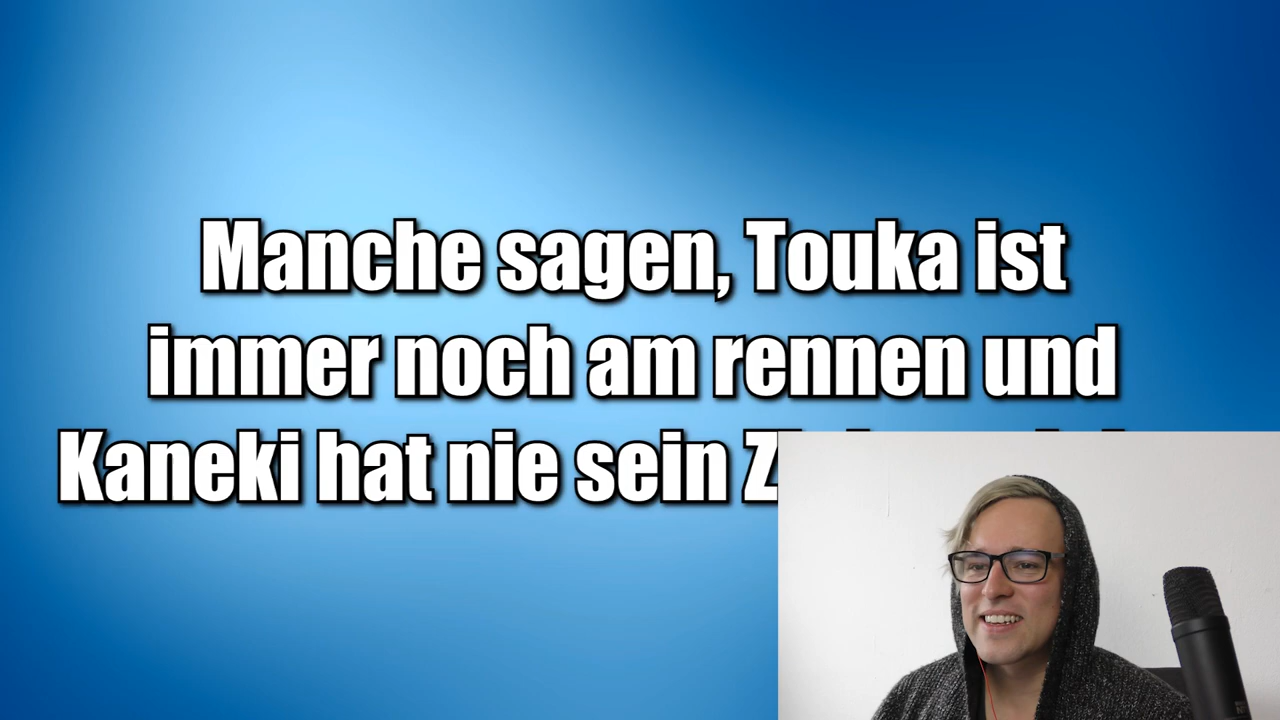 Manche sagen, Touka ist
immer noch am rennen und
Kaneki hat nie sein